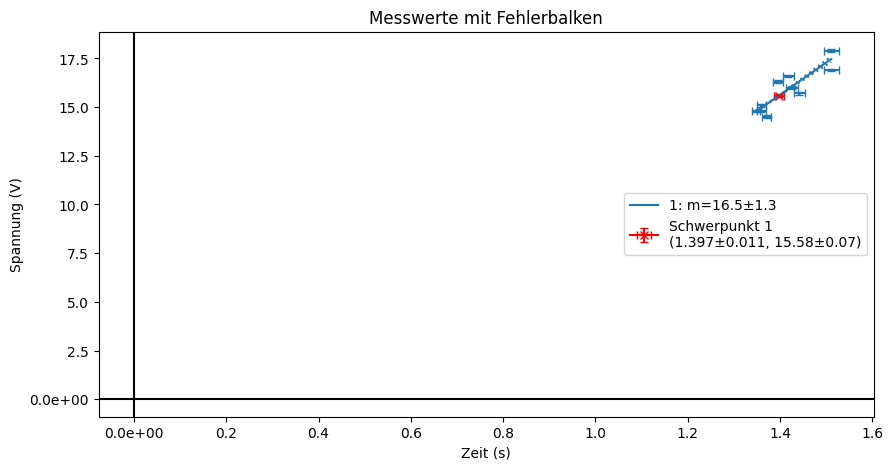 Messwerte mit Fehlerbalken
Spannung (V)
17.5
15.0
12.5
10.0
7.5
5.0
2.5
0.0e+00
1: m=16.5±1.3
Schwerpunkt 1
(1.397±0.011, 15.58±0.07)
0.0e+00 0.2 0.4 0.6 0.8 1.0 1.2 1.4 1.6
Zeit (s)